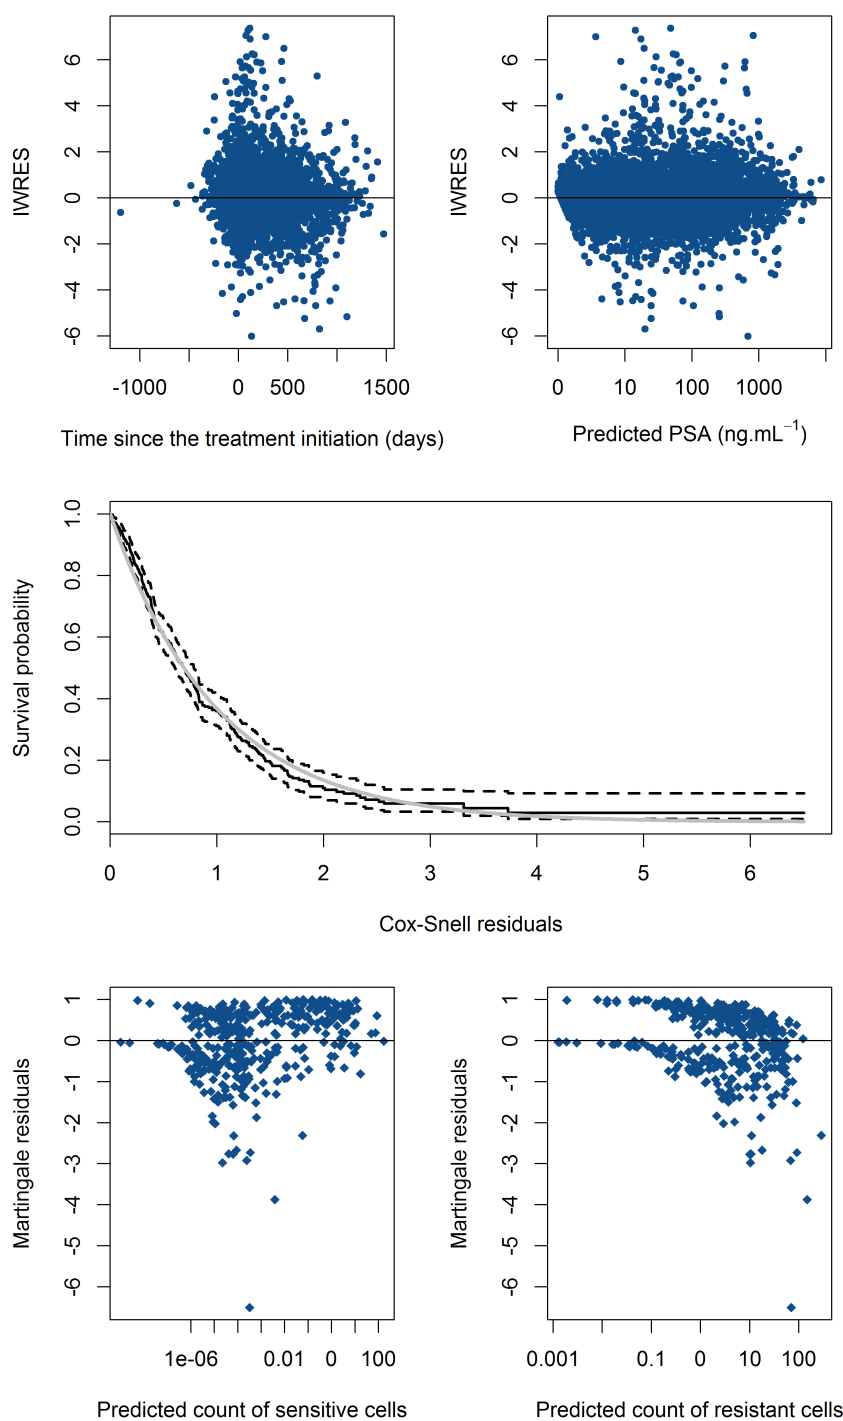 IWRES
6
4
2
0
-2
-4
-6
-1000 0 500 1500
Time since the treatment initiation (days)
IWRES
6
4
2
0
-2
-4
-6
0 10 100 1000
Predicted PSA (ng.mL⁻¹)
Survival probability
1.0
0.8
0.6
0.4
0.2
0.0
0 1 2 3 4 5 6
Cox-Snell residuals
Martingale residuals
1
0
-1
-2
-3
-4
-5
-6
1e-06 0.01 0 100
Predicted count of sensitive cells
Martingale residuals
1
0
-1
-2
-3
-4
-5
-6
0.001 0.1 0 10 100
Predicted count of resistant cells